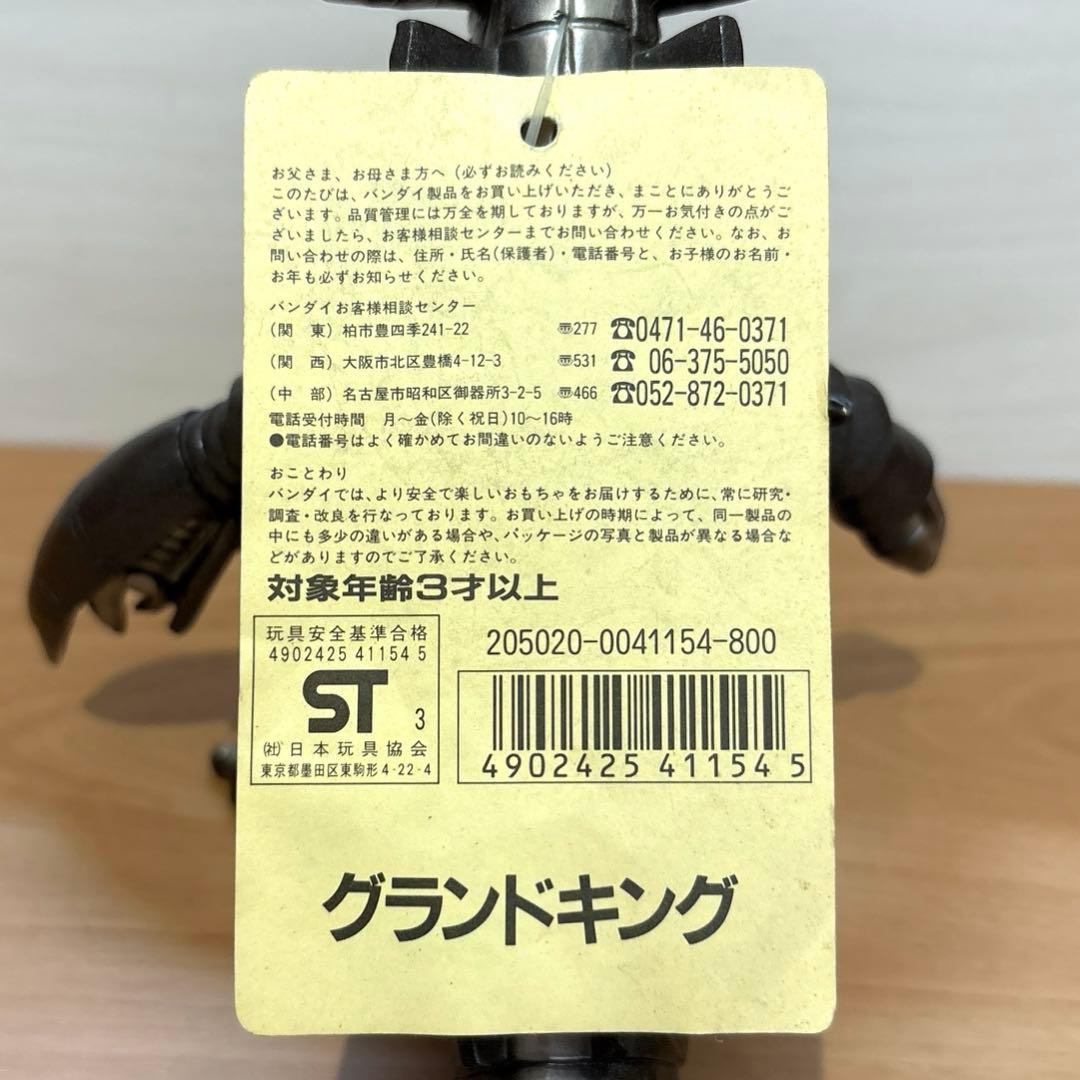 お父さま、お母さま方へ(必ずお読みください)
このたびは、バンダイ製品をお買い上げいただき、まことにありがとうご
ざいます。品質管理には万全を期しておりますが、万一お気付きの点がご
ざいましたら、お客様相談センターまでお問い合わせください。なお、お
問い合わせの際は、住所・氏名(保護者)・電話番号と、お子様のお名前・
お年も必ずお知らせください。
バンダイお客様相談センター
(関 東) 柏市豊四季241-22 〠277 ☎0471-46-0371
(関 西) 大阪市北区豊橋4-12-3 〠531 ☎ 06-375-5050
(中 部) 名古屋市昭和区御器所3-2-5 〠466 ☎052-872-0371
電話受付時間 月〜金(除く祝日)10〜16時
●電話番号はよく確かめてお間違いのないようご注意ください。
おことわり
バンダイでは、より安全で楽しいおもちゃをお届けするために、常に研究・
調査・改良を行なっております。お買い上げの時期によって、同一製品の
中にも多少の違いがある場合や、パッケージの写真と製品が異なる場合な
どがありますのでご了承ください。
対象年齢3才以上
玩具安全基準合格
4902425 41154 5
ST 3
(社)日本玩具協会
東京都墨田区東駒形4-22-4
205020-0041154-800
4902425 411545
グランドキング